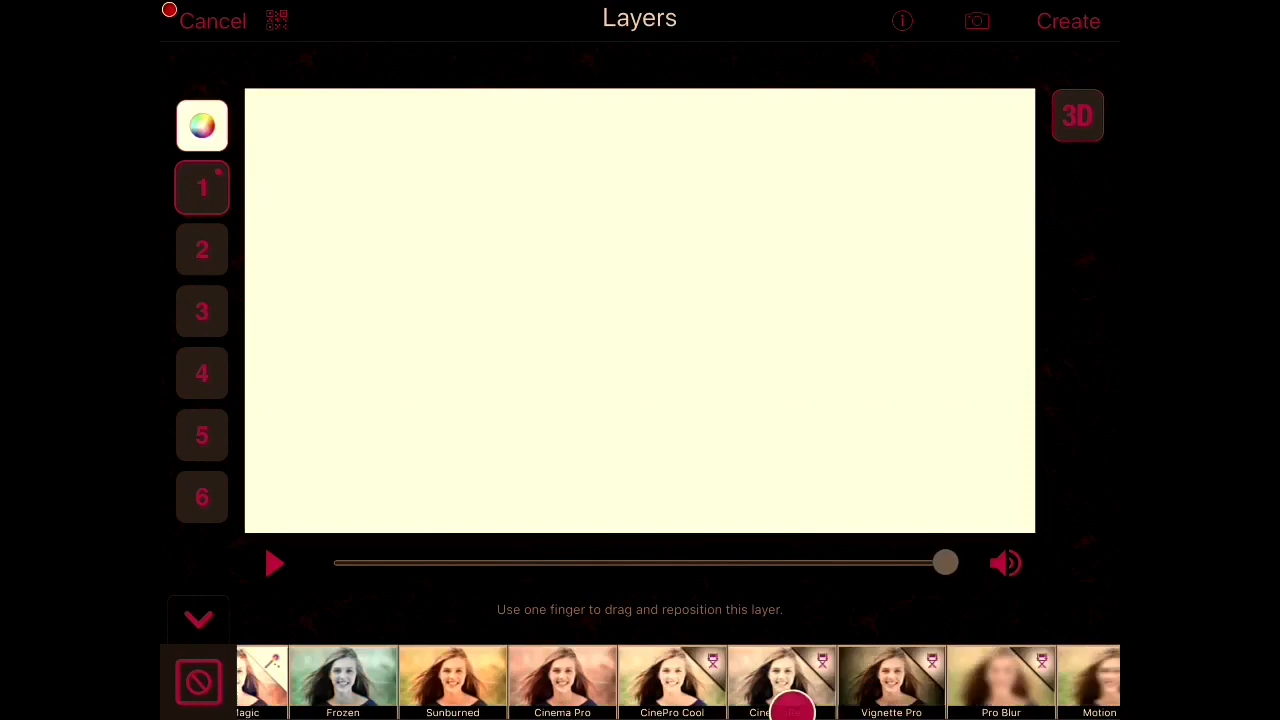 Cancel
Layers
Create
3D
1
2
3
4
5
6
Use one finger to drag and reposition this layer.
Frozen
Sunburned
Cinema Pro
CinePro Cool
Vignette Pro
Pro Blur
Motion